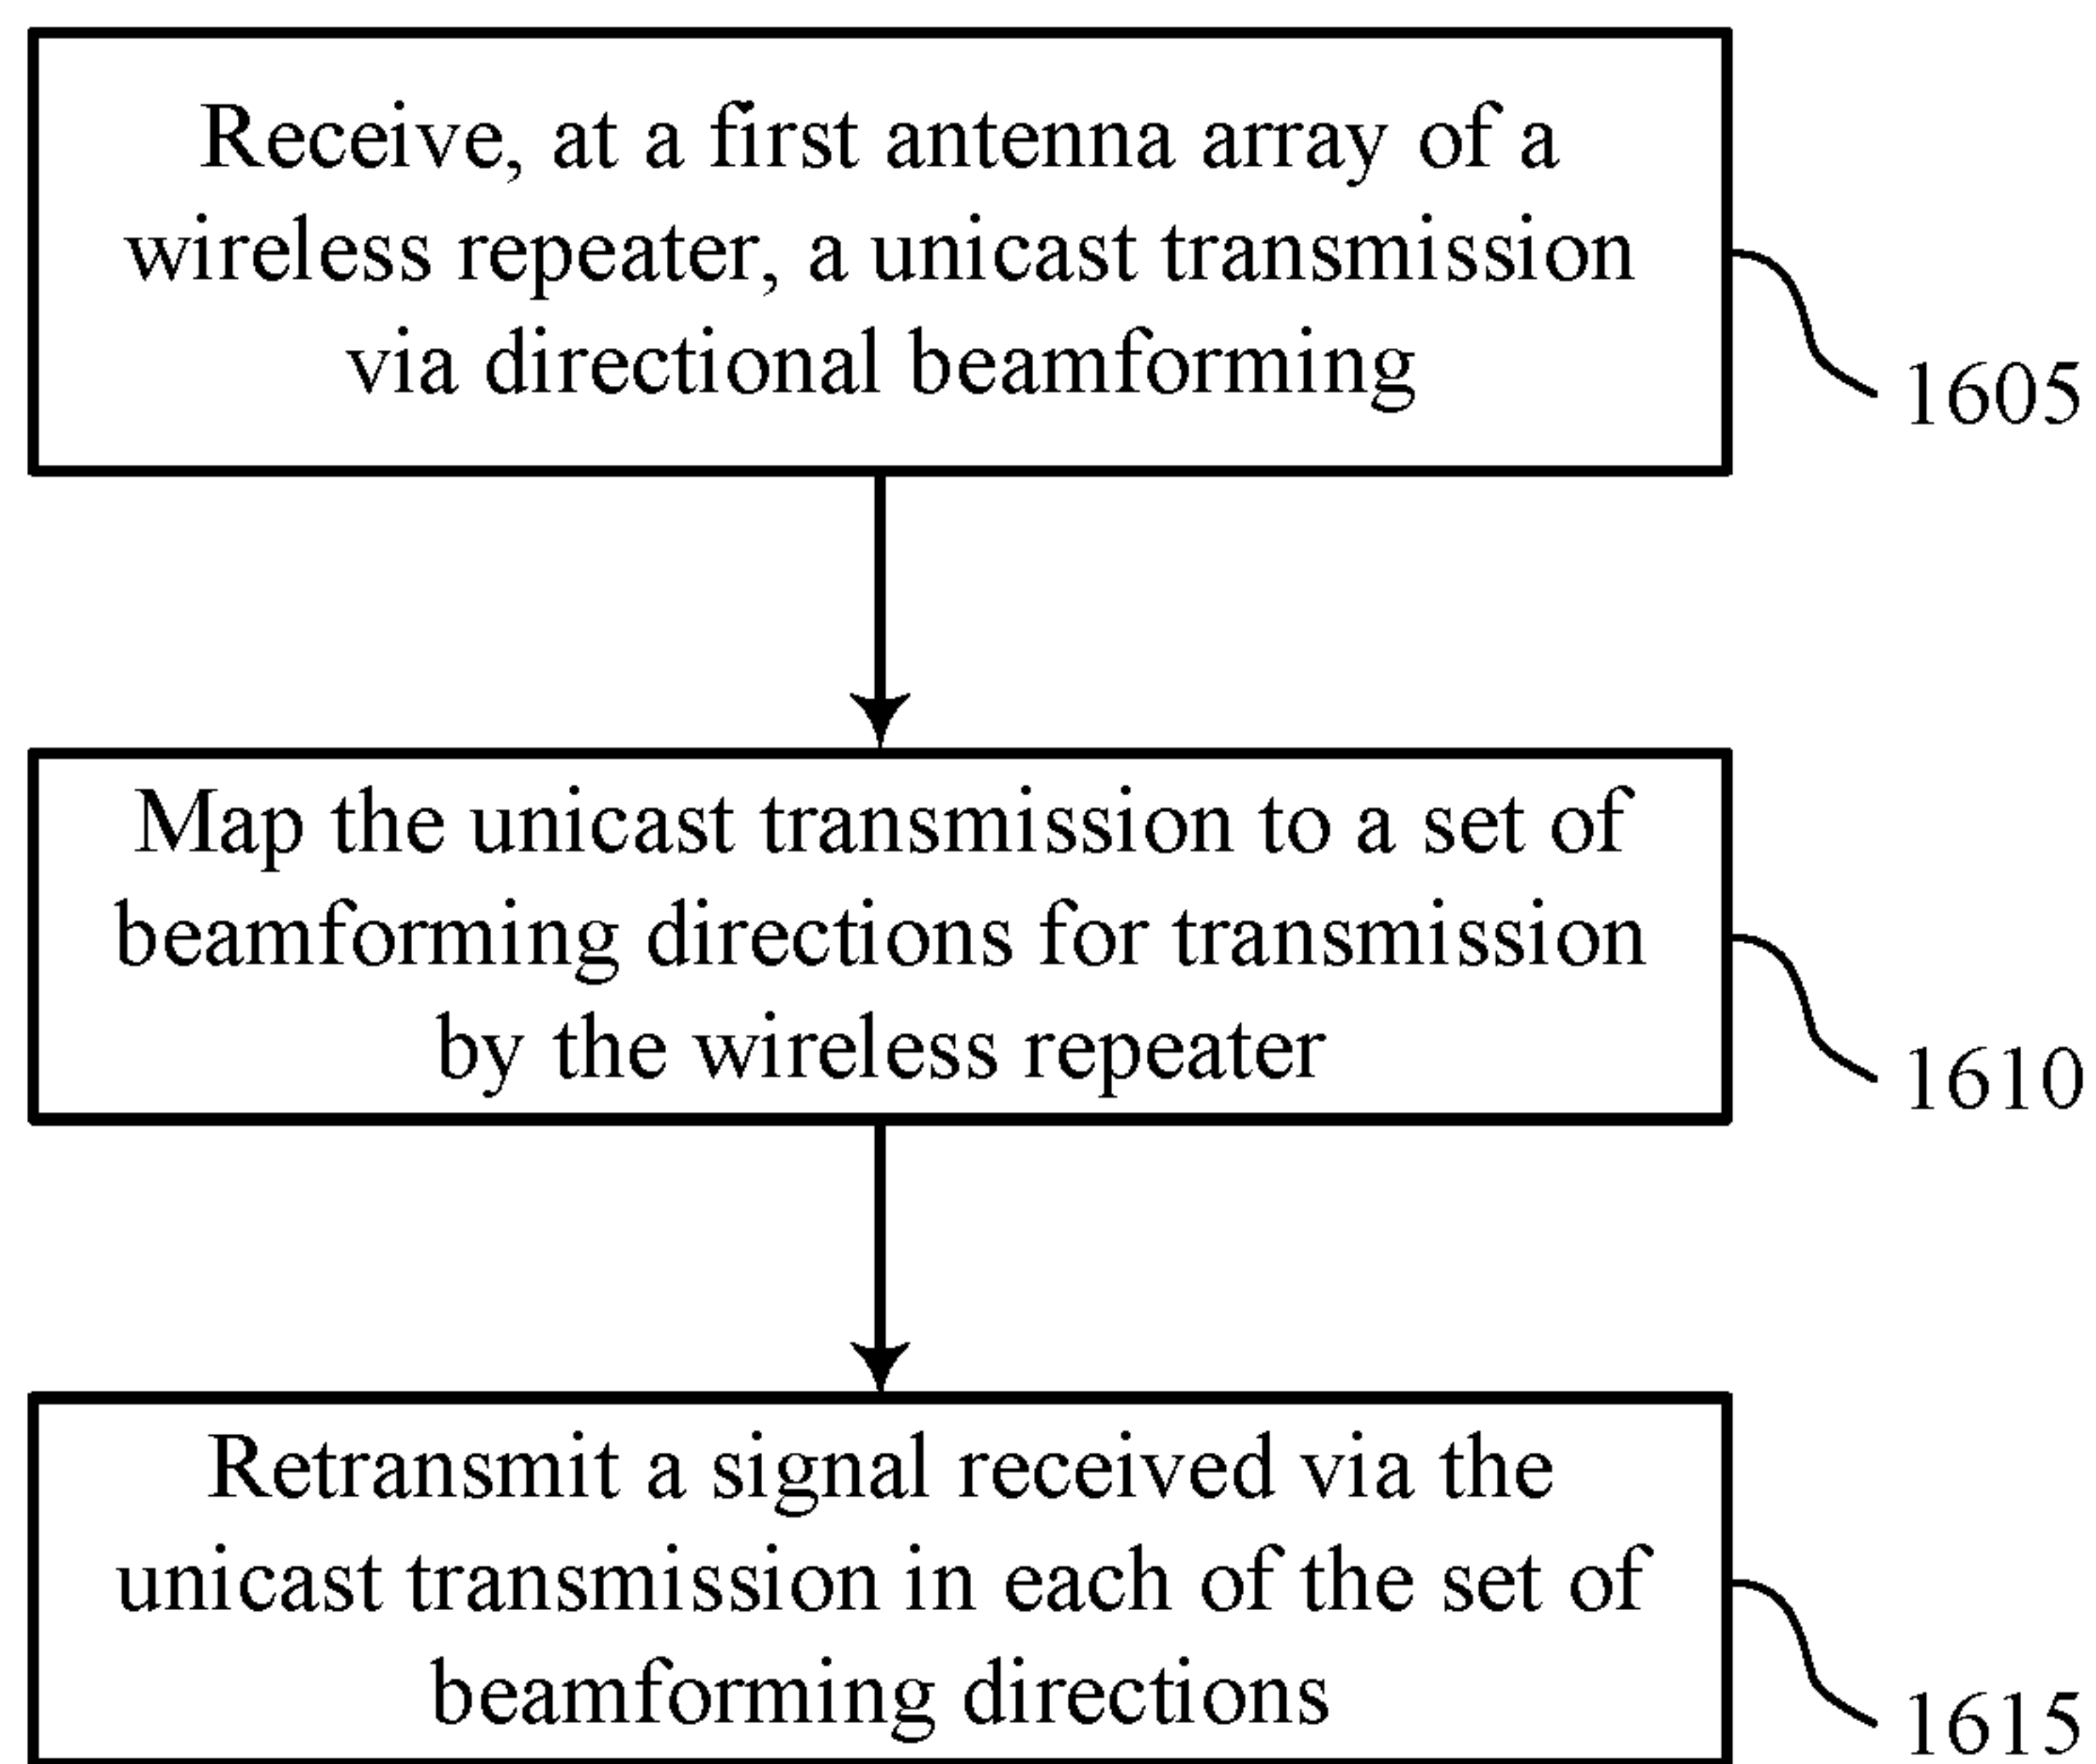 Receive, at a first antenna array of a
wireless repeater, a unicast transmission
via directional beamforming
1605
Map the unicast transmission to a set of
beamforming directions for transmission
by the wireless repeater
1610
Retransmit a signal received via the
unicast transmission in each of the set of
beamforming directions
1615